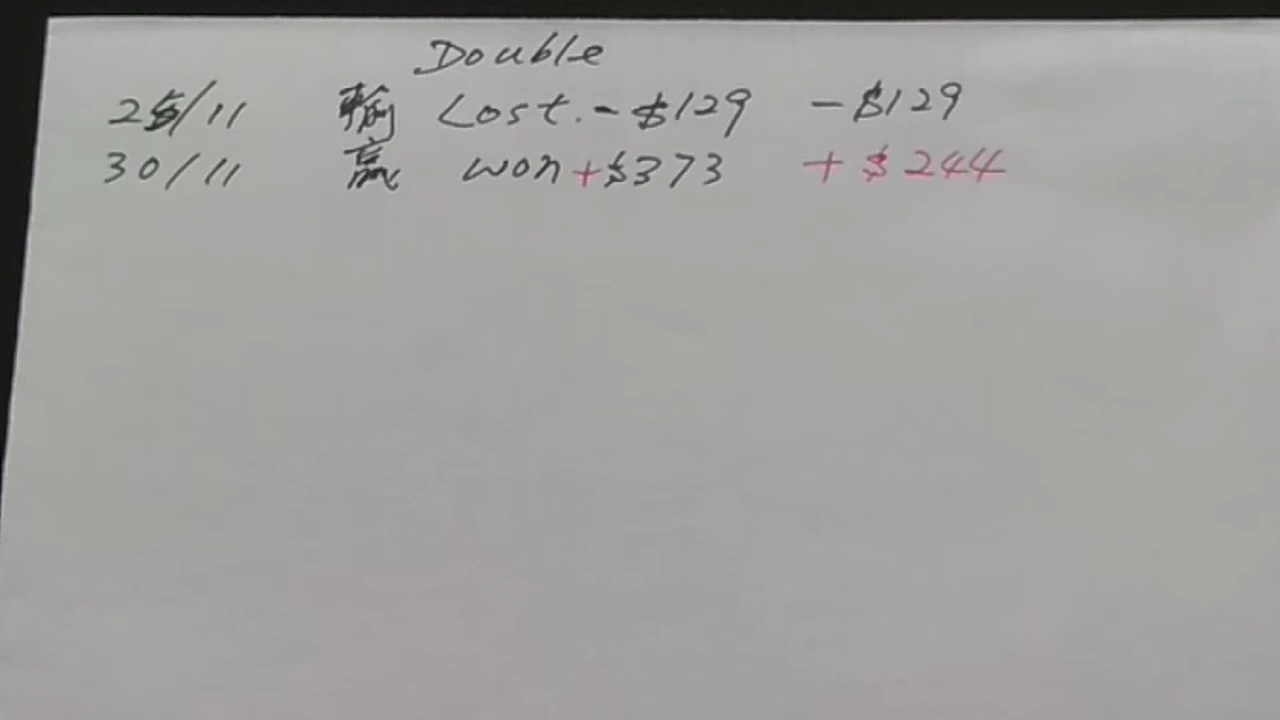 Double
25/11 輸 Lost. -$129 -$129
30/11 贏 won +$373 +$244